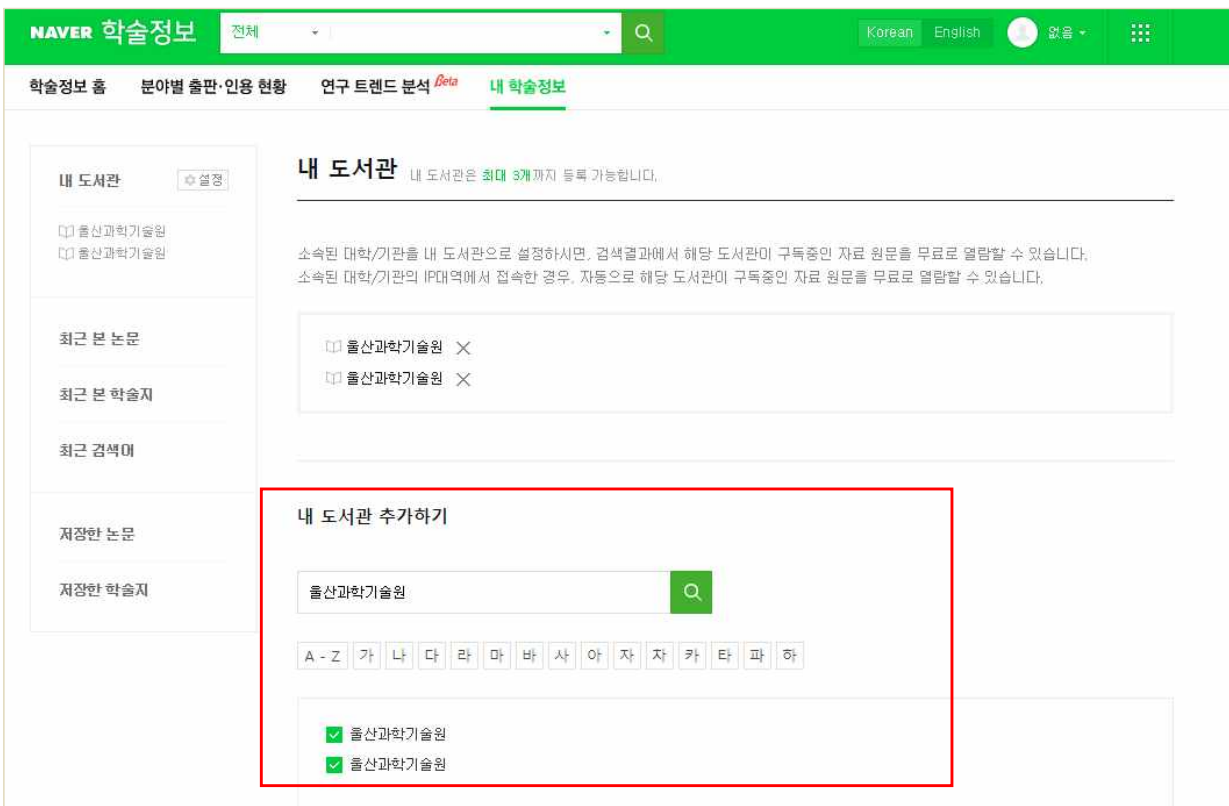 NAVER 학술정보 전체 Korean English 없음
학술정보 홈 분야별 출판·인용 현황 연구 트렌드 분석 Beta 내 학술정보
내 도서관 설정
울산과학기술원
울산과학기술원
최근 본 논문
최근 본 학술지
최근 검색어
저장한 논문
저장한 학술지
내 도서관 내 도서관은 최대 3개까지 등록 가능합니다.
소속된 대학/기관을 내 도서관으로 설정하시면, 검색결과에서 해당 도서관이 구독중인 자료 원문을 무료로 열람할 수 있습니다.
소속된 대학/기관의 IP대역에서 접속한 경우, 자동으로 해당 도서관이 구독중인 자료 원문을 무료로 열람할 수 있습니다.
울산과학기술원
울산과학기술원
내 도서관 추가하기
울산과학기술원
A - Z 가 나 다 라 마 바 사 아 자 차 카 타 파 하
울산과학기술원
울산과학기술원